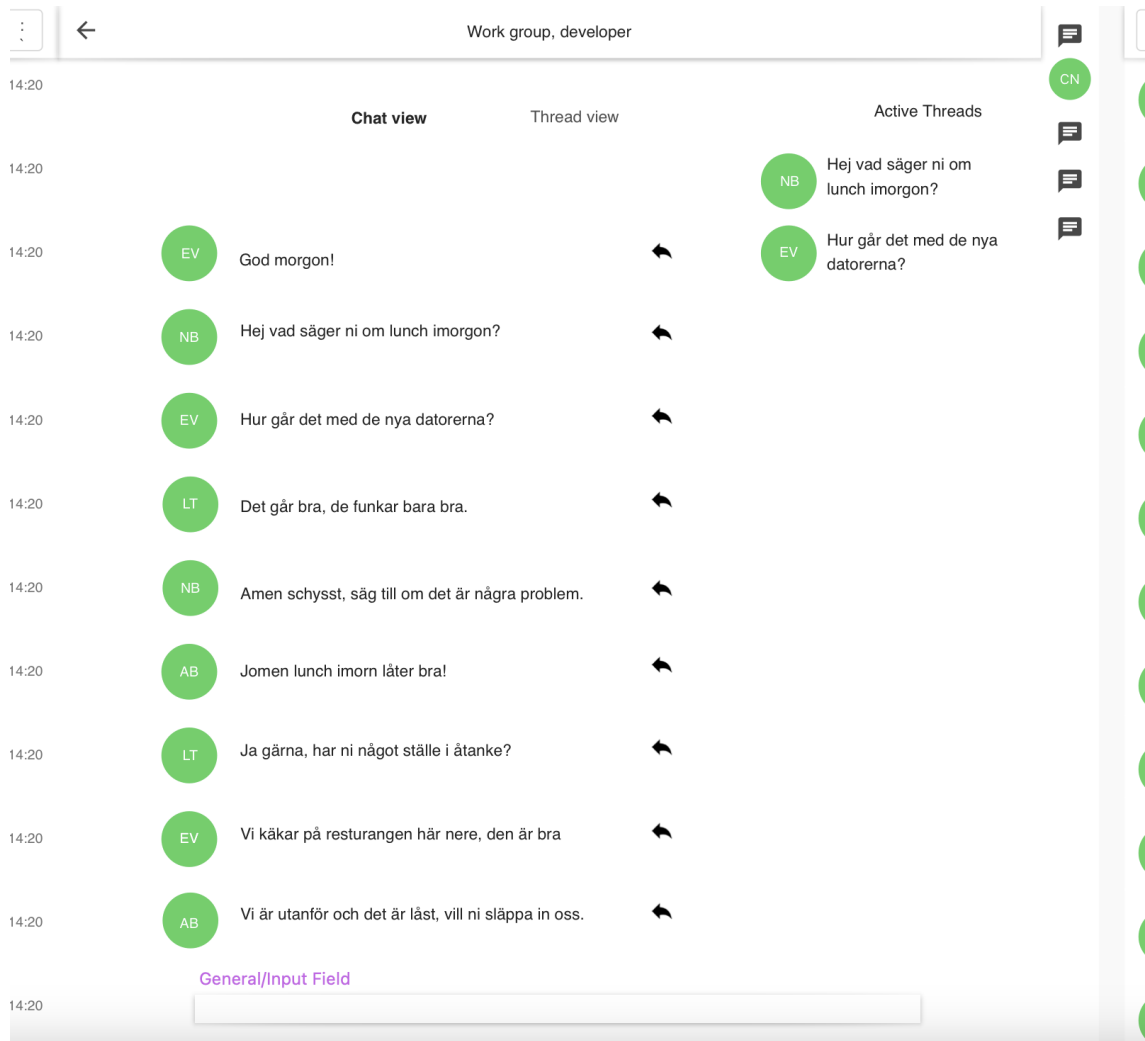 Work group, developer
CN
14:20
Chat view
Thread view
Active Threads
14:20
NB
Hej vad säger ni om
lunch imorgon?
14:20
EV
God morgon!
EV
Hur går det med de nya
datorerna?
14:20
NB
Hej vad säger ni om lunch imorgon?
14:20
EV
Hur går det med de nya datorerna?
14:20
LT
Det går bra, de funkar bara bra.
14:20
NB
Amen schysst, säg till om det är några problem.
14:20
AB
Jomen lunch imorn låter bra!
14:20
LT
Ja gärna, har ni något ställe i åtanke?
14:20
EV
Vi käkar på resturangen här nere, den är bra
14:20
AB
Vi är utanför och det är låst, vill ni släppa in oss.
General/Input Field
14:20